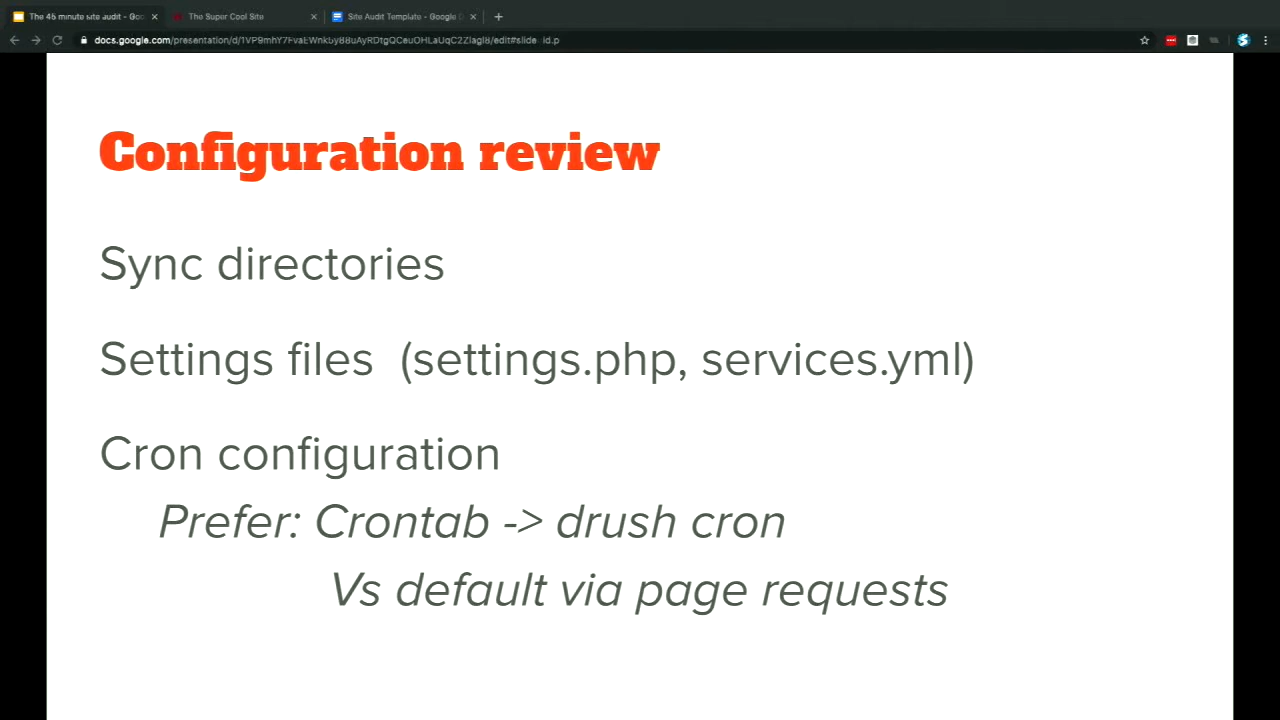 The 45 minute site audit - Goo
The Super Cool Site
Site Audit Template - Google D
Configuration review
Sync directories
Settings files (settings.php, services.yml)
Cron configuration
Prefer: Crontab -> drush cron
Vs default via page requests